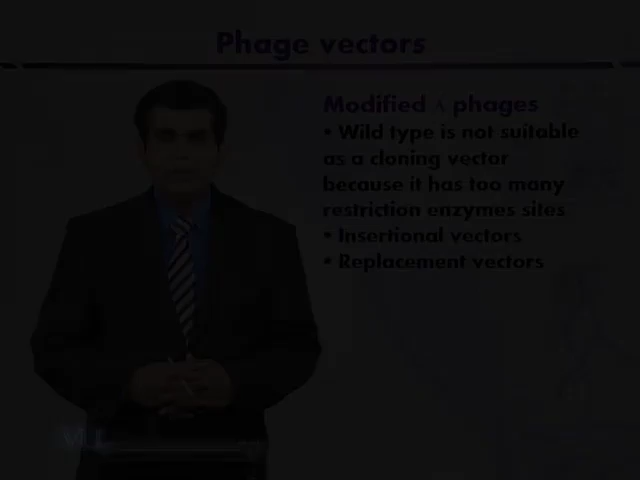 Phage vectors
Modified λ phages
• Wild type is not suitable
as a cloning vector
because it has too many
restriction enzymes sites
• Insertional vectors
• Replacement vectors